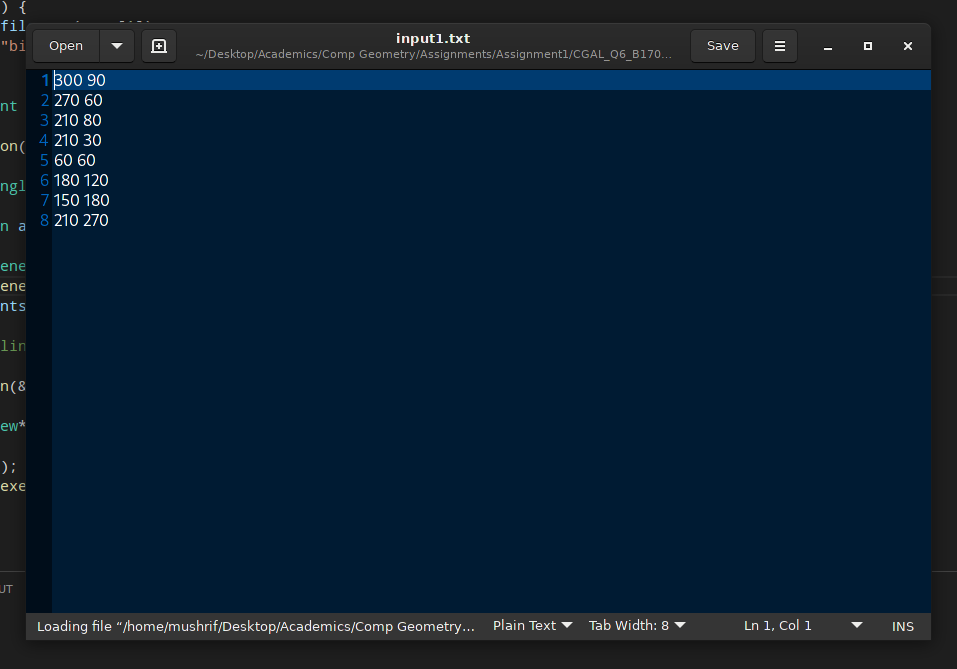 ) {
fil
"bi
Open
input1.txt
~/Desktop/Academics/Comp Geometry/Assignments/Assignment1/CGAL_Q6_B170...
Save
1 300 90
2 270 60
3 210 80
4 210 30
5 60 60
6 180 120
7 150 180
8 210 270
nt
on(
ngl
n a
ene
ene
nts
lin
n(&
ew*
);
exe
UT
Loading file “/home/mushrif/Desktop/Academics/Comp Geometry... Plain Text Tab Width: 8 Ln 1, Col 1 INS